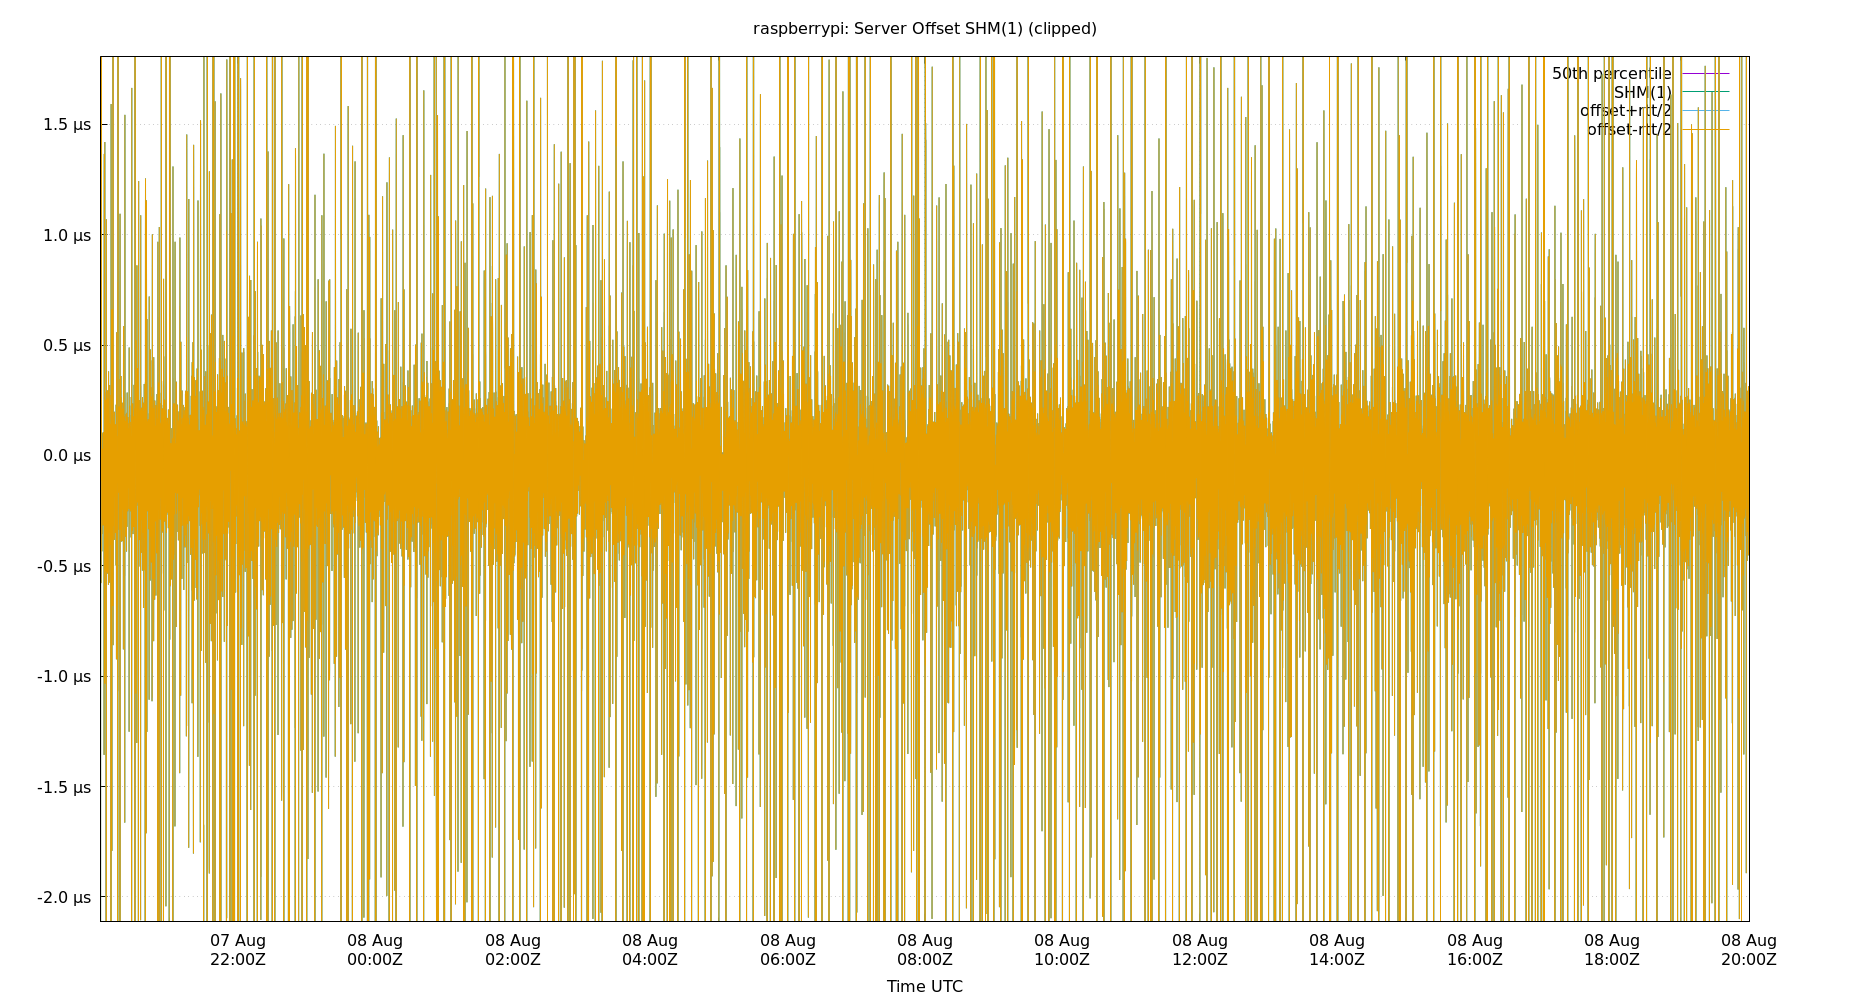 raspberrypi: Server Offset SHM(1) (clipped)
50th percentile
SHM(1)
offset+rtt/2
offset-rtt/2
1.5 µs
1.0 µs
0.5 µs
0.0 µs
-0.5 µs
-1.0 µs
-1.5 µs
-2.0 µs
07 Aug 08 Aug 08 Aug 08 Aug 08 Aug 08 Aug 08 Aug 08 Aug 08 Aug 08 Aug 08 Aug 08 Aug
22:00Z 00:00Z 02:00Z 04:00Z 06:00Z 08:00Z 10:00Z 12:00Z 14:00Z 16:00Z 18:00Z 20:00Z
Time UTC